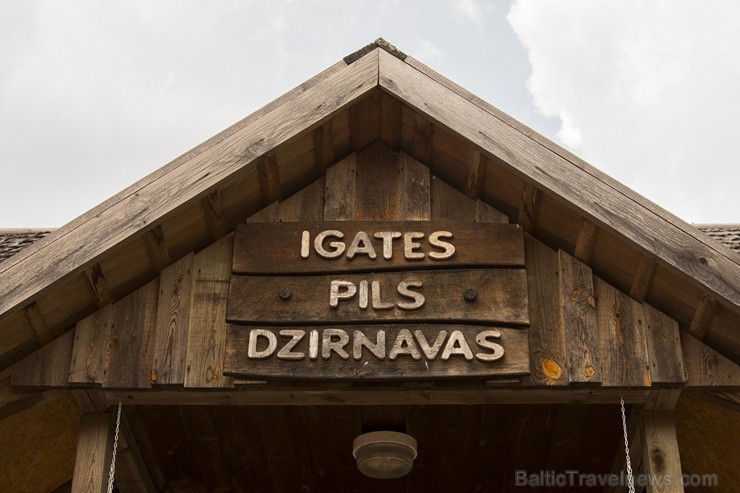 IGATES
PILS
DZIRNAVAS
BalticTravelnews.com